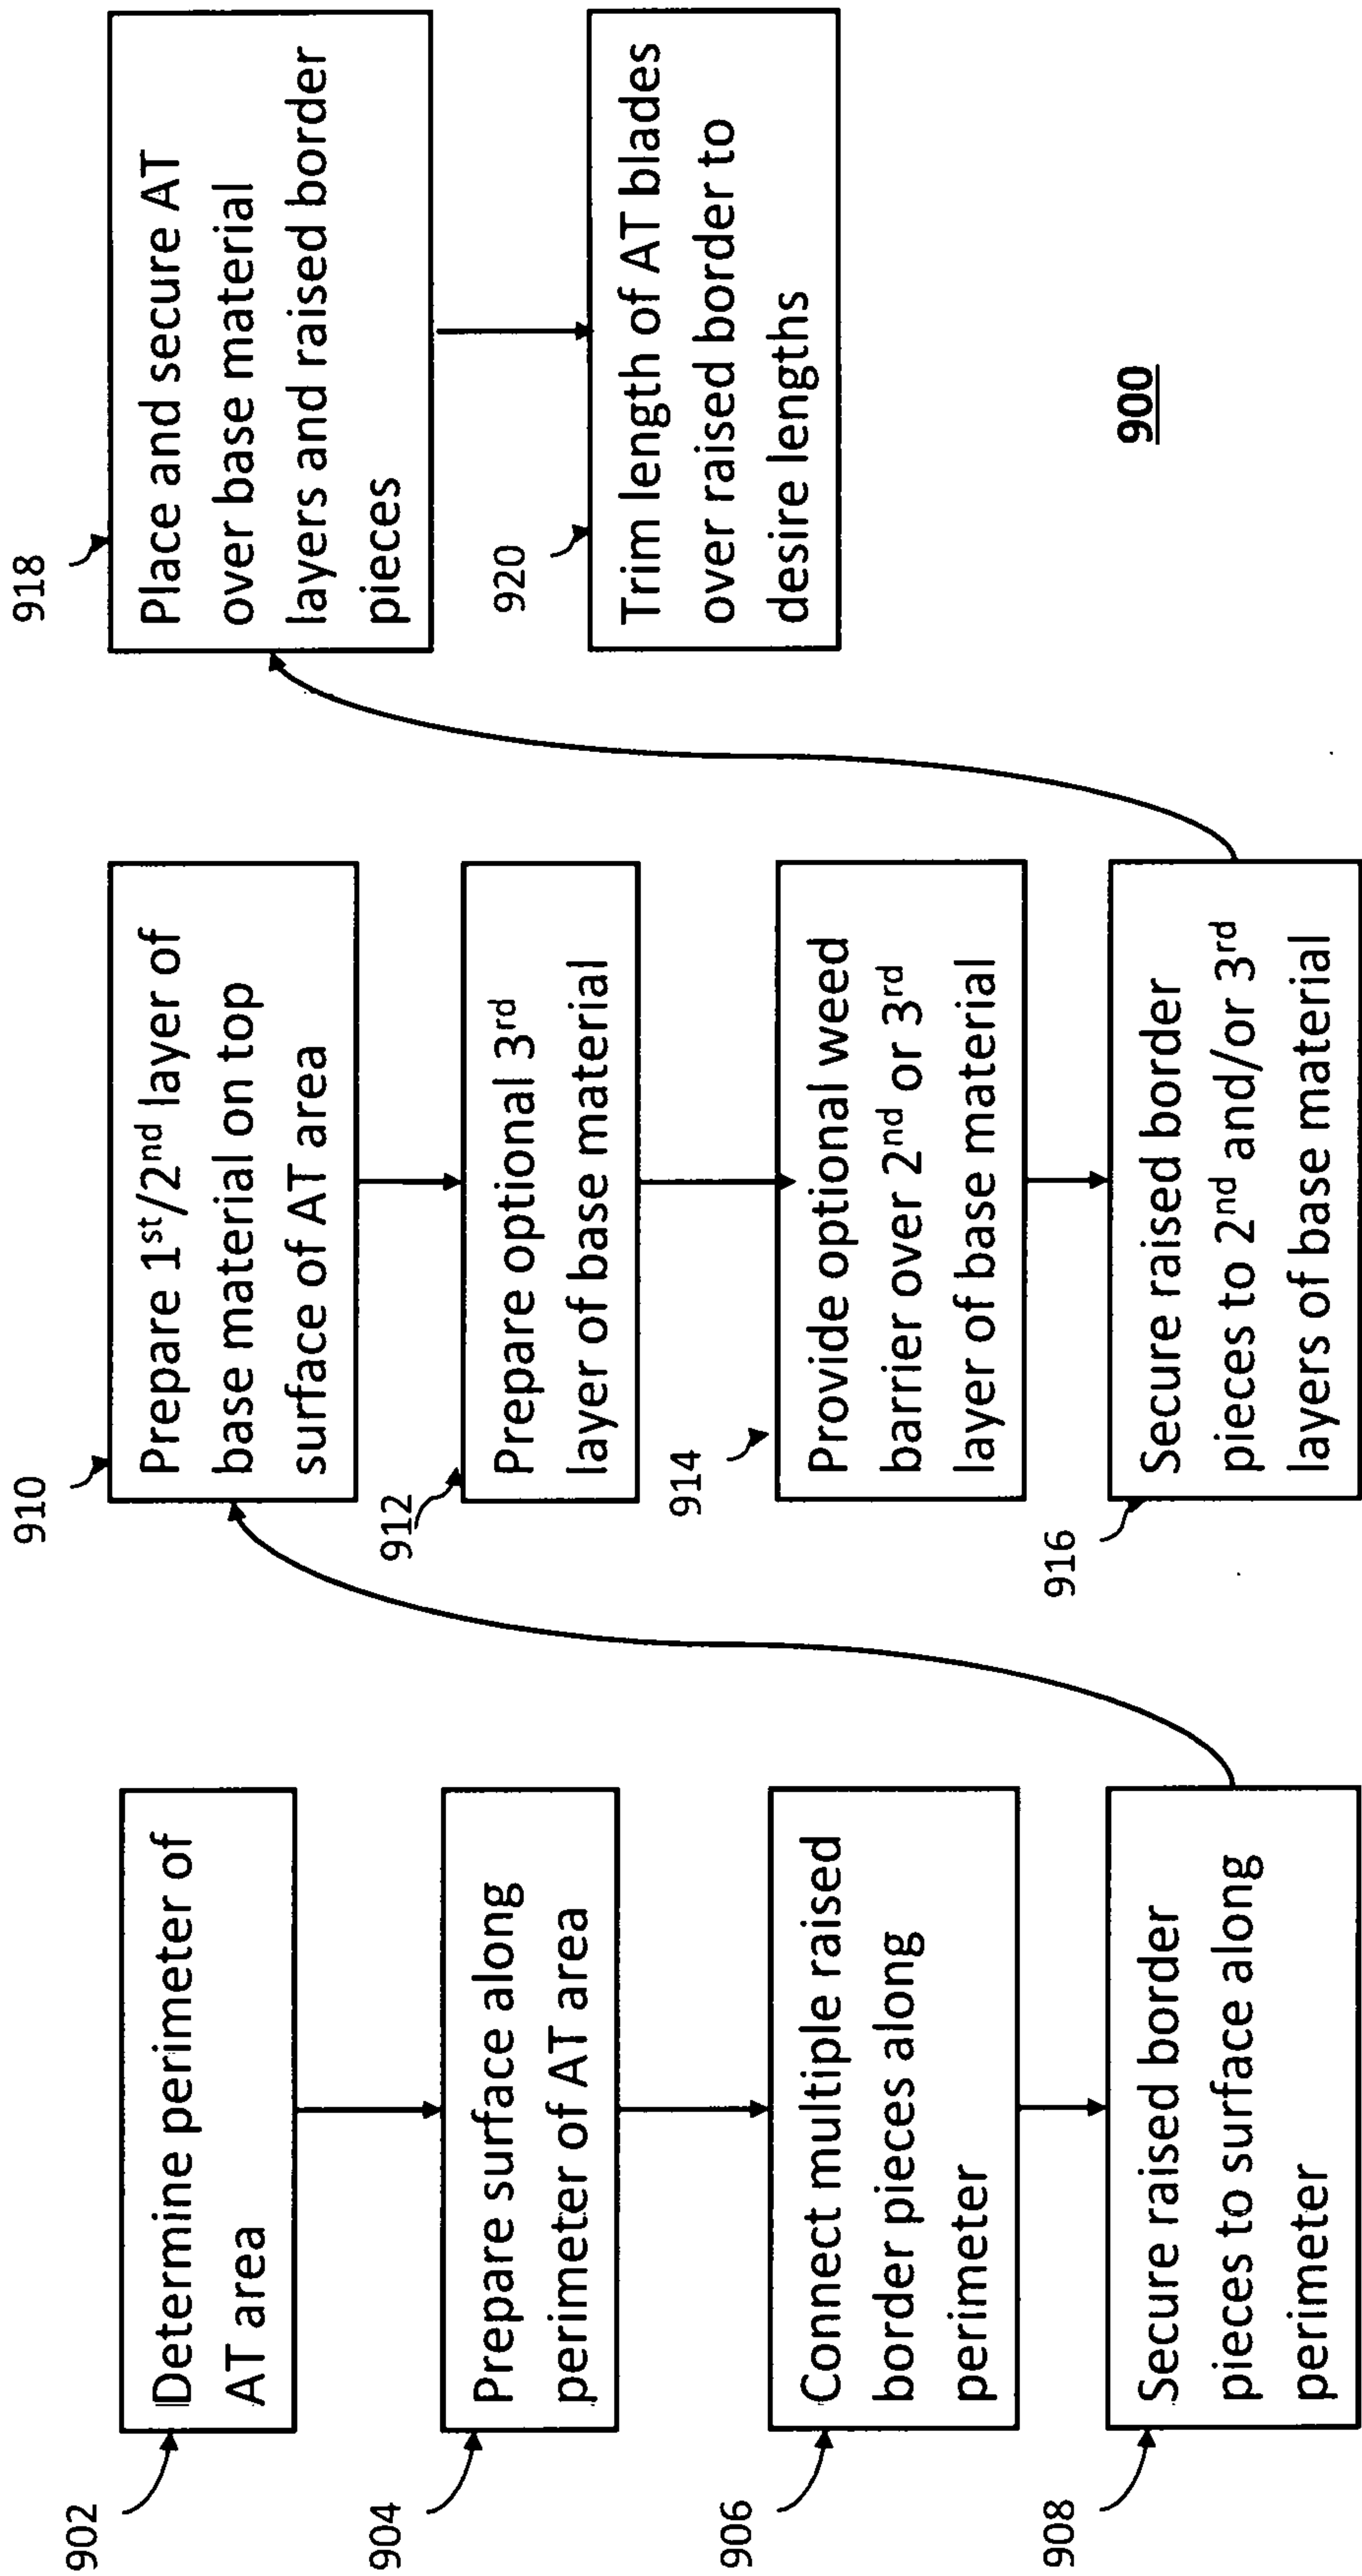 902
Determine perimeter of
AT area
904
Prepare surface along
perimeter of AT area
906
Connect multiple raised
border pieces along
perimeter
908
Secure raised border
pieces to surface along
perimeter
910
Prepare 1st/2nd layer of
base material on top
surface of AT area
912
Prepare optional 3rd
layer of base material
914
Provide optional weed
barrier over 2nd or 3rd
layer of base material
916
Secure raised border
pieces to 2nd and/or 3rd
layers of base material
918
Place and secure AT
over base material
layers and raised border
pieces
920
Trim length of AT blades
over raised border to
desire lengths
900